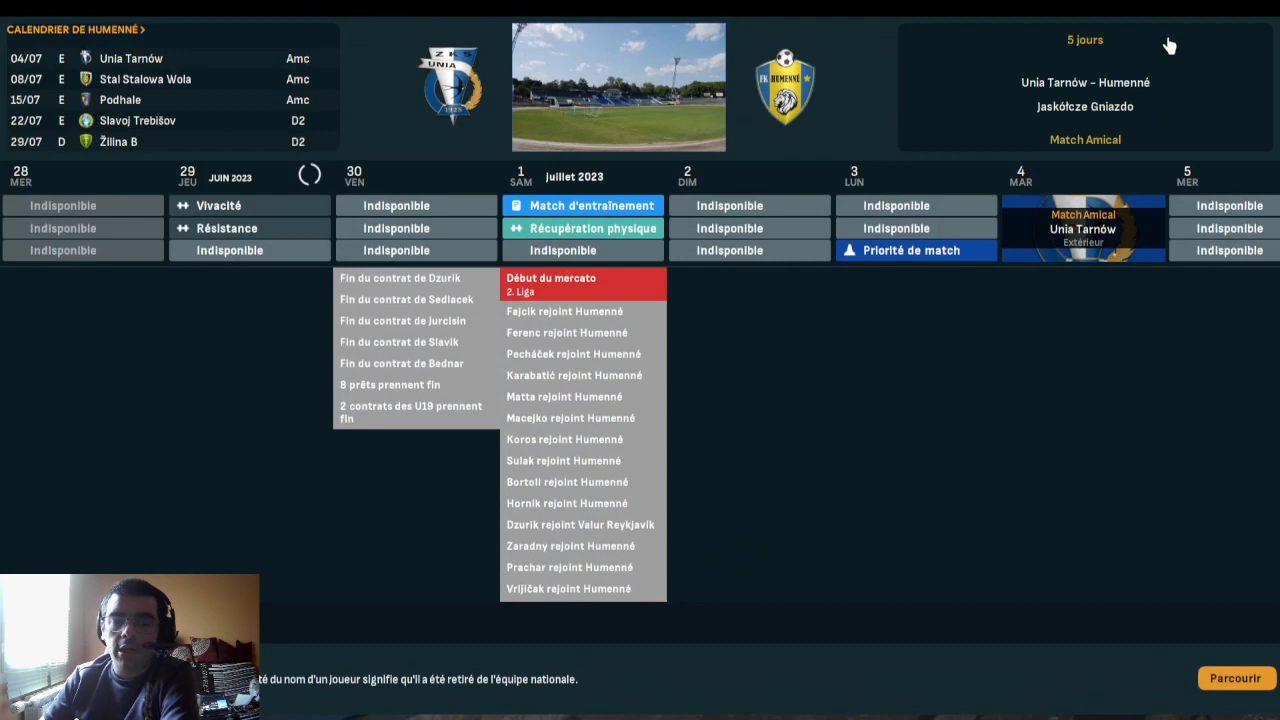 CALENDRIER DE HUMENNÉ >
04/07 E Unia Tarnów Amc
08/07 E Stal Stalowa Wola Amc
15/07 E Podhale Amc
22/07 E Slavoj Trebišov D2
29/07 D Žilina B D2
ZKS
UNIA
1928
FK HUMENNÉ
5 jours
Unia Tarnów - Humenné
Jaskółcze Gniazdo
Match Amical
28 MER
29 JEU JUIN 2023
30 VEN
1 SAM juillet 2023
2 DIM
3 LUN
4 MAR
5 MER
Indisponible
Indisponible
Indisponible
Vivacité
Résistance
Indisponible
Indisponible
Indisponible
Indisponible
Match d'entraînement
Récupération physique
Indisponible
Indisponible
Indisponible
Indisponible
Indisponible
Indisponible
Priorité de match
Match Amical
Unia Tarnów
Extérieur
Indisponible
Indisponible
Indisponible
Fin du contrat de Dzurik
Fin du contrat de Sedlacek
Fin du contrat de Jurcisin
Fin du contrat de Slavik
Fin du contrat de Bednar
8 prêts prennent fin
2 contrats des U19 prennent
fin
Début du mercato
2. Liga
Fajcik rejoint Humenné
Ferenc rejoint Humenné
Pecháček rejoint Humenné
Karabatić rejoint Humenné
Matta rejoint Humenné
Macejko rejoint Humenné
Koros rejoint Humenné
Sulak rejoint Humenné
Bortoli rejoint Humenné
Hornik rejoint Humenné
Dzurik rejoint Valur Reykjavik
Zaradny rejoint Humenné
Prachar rejoint Humenné
Vrljičak rejoint Humenné
té du nom d'un joueur signifie qu'il a été retiré de l'équipe nationale.
Parcourir